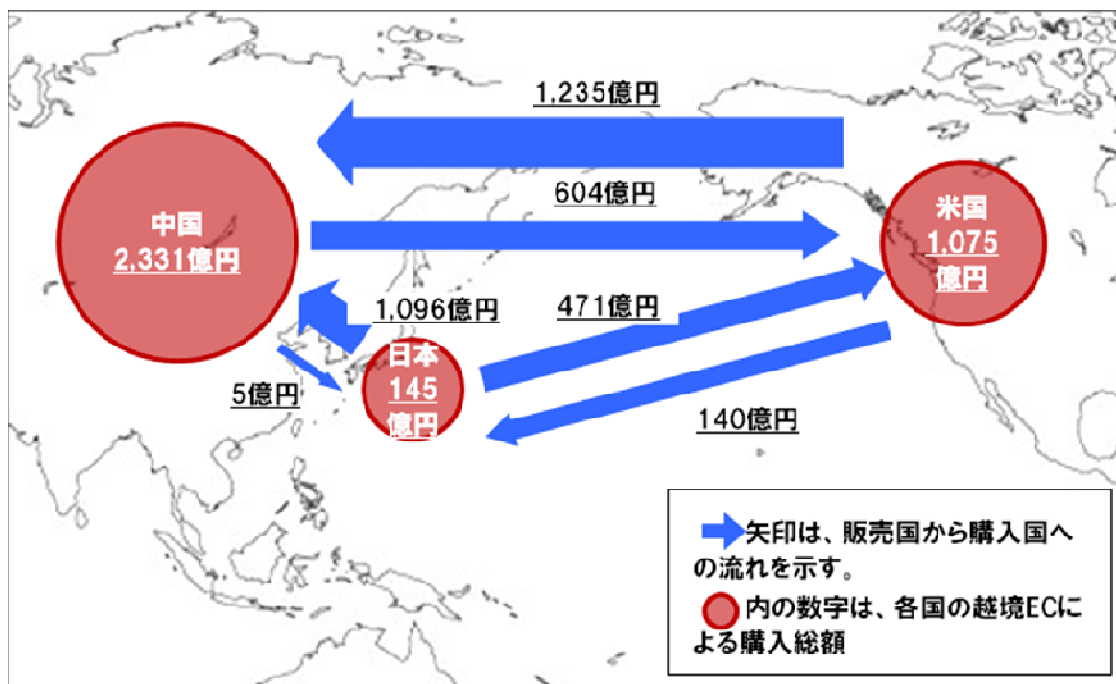 1,235億円
604億円
中国
2,331億円
米国
1,075
億円
1,096億円
471億円
日本
145
億円
5億円
140億円
矢印は、販売国から購入国へ
の流れを示す。
内の数字は、各国の越境ECに
よる購入総額